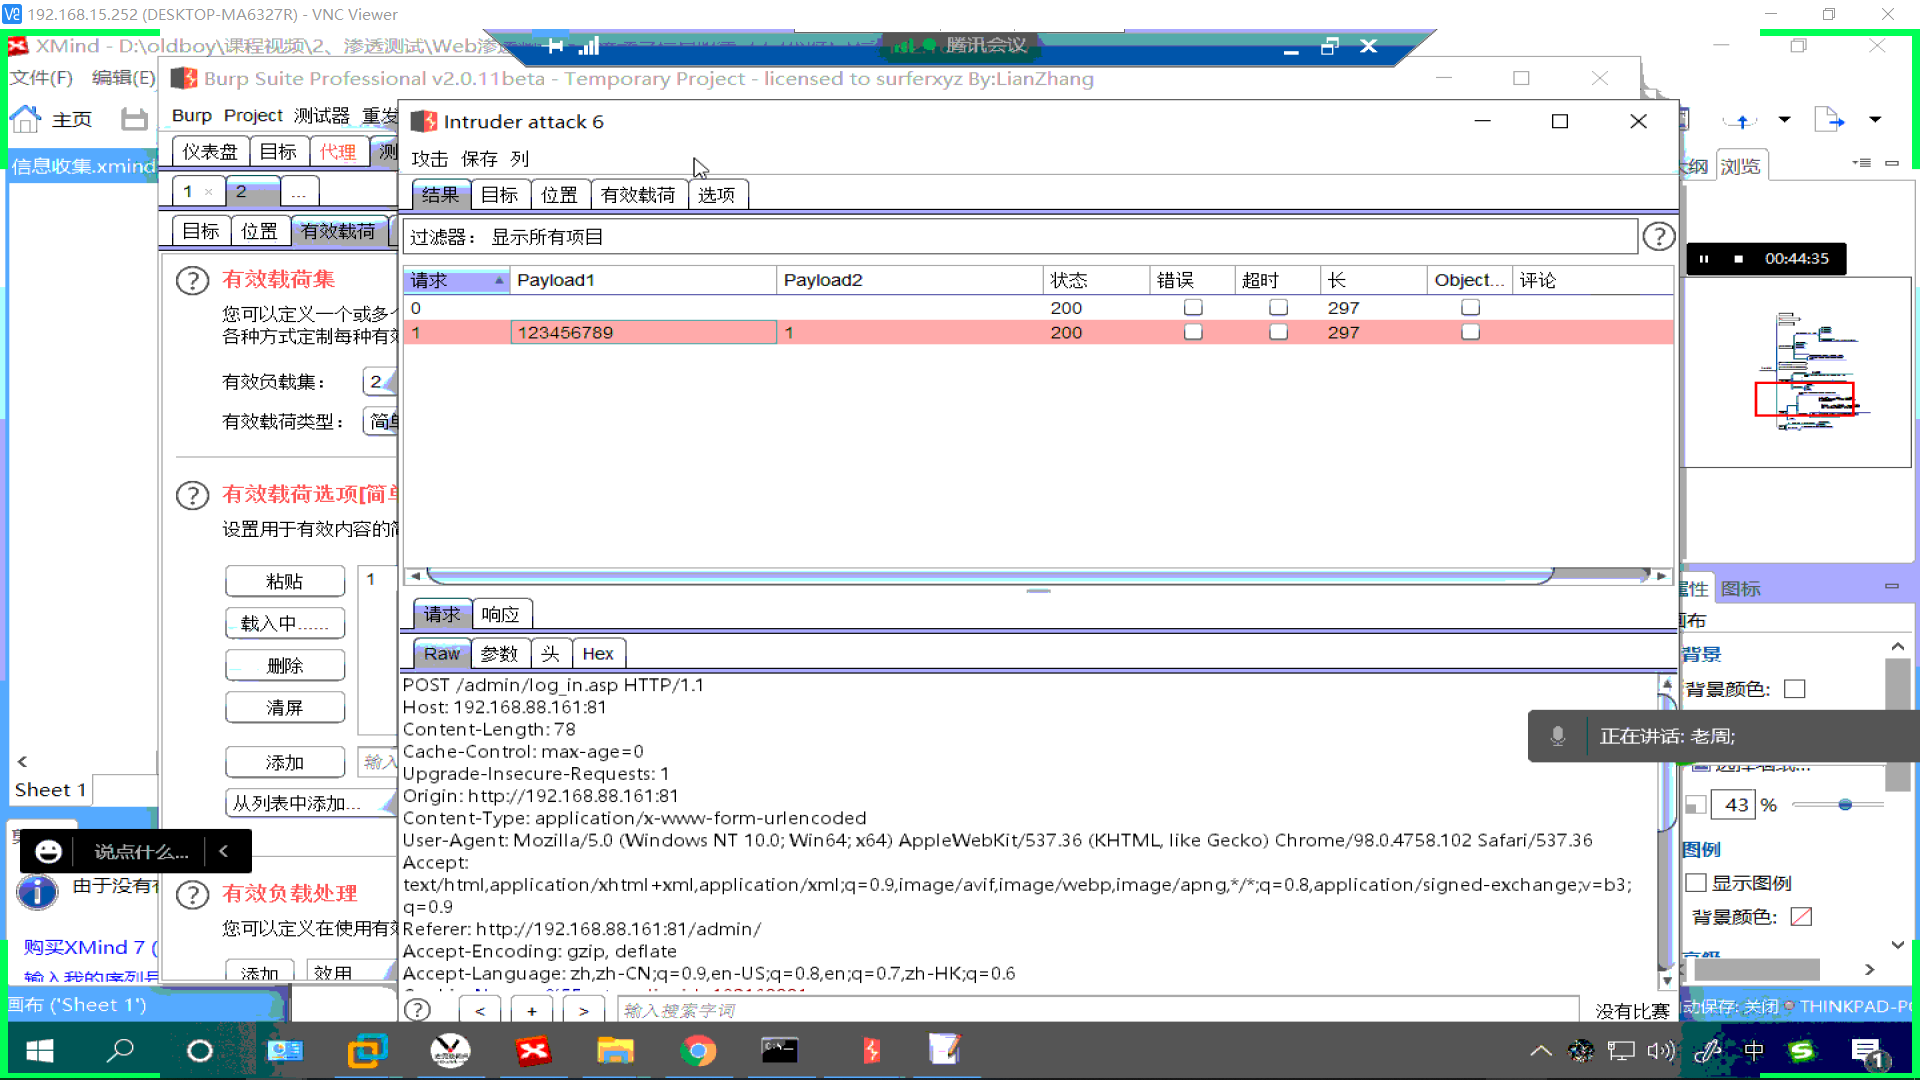 192.168.15.252 (DESKTOP-MA6327R) - VNC Viewer
XMind - D:\oldboy\课程视频\2、渗透测试\Web渗
腾讯会议
文件(F) 编辑(E)
Burp Suite Professional v2.0.11beta - Temporary Project - licensed to surferxyz By:LianZhang
主页
Burp Project 测试器 重发
Intruder attack 6
仪表盘 目标 代理 测
攻击 保存 列
信息收集.xmind
大纲 浏览
1 × 2 ...
结果 目标 位置 有效载荷 选项
目标 位置 有效载荷
过滤器： 显示所有项目
?
00:44:35
请求 Payload1 Payload2 状态 错误 超时 长 Object... 评论
0 200 297
1 123456789 1 200 297
? 有效载荷集
您可以定义一个或多个
各种方式定制每种有效
有效负载集： 2
有效载荷类型： 简单
? 有效载荷选项[简单
设置用于有效内容的简
粘贴 1
载入中......
删除
清屏
添加 输入
从列表中添加...
? 有效负载处理
您可以定义在使用有效
添加 效用
请求 响应
Raw 参数 头 Hex
POST /admin/log_in.asp HTTP/1.1
Host: 192.168.88.161:81
Content-Length: 78
Cache-Control: max-age=0
Upgrade-Insecure-Requests: 1
Origin: http://192.168.88.161:81
Content-Type: application/x-www-form-urlencoded
User-Agent: Mozilla/5.0 (Windows NT 10.0; Win64; x64) AppleWebKit/537.36 (KHTML, like Gecko) Chrome/98.0.4758.102 Safari/537.36
Accept:
text/html,application/xhtml+xml,application/xml;q=0.9,image/avif,image/webp,image/apng,*/*;q=0.8,application/signed-exchange;v=b3;
q=0.9
Referer: http://192.168.88.161:81/admin/
Accept-Encoding: gzip, deflate
Accept-Language: zh,zh-CN;q=0.9,en-US;q=0.8,en;q=0.7,zh-HK;q=0.6
? < + > 输入搜索字词 没有比赛
属性 图标
画布
背景
背景颜色:
正在讲话: 老周;
43 %
图例
显示图例
背景颜色:
Sheet 1
说点什么... <
由于没有
购买XMind 7 (
输入我的序列号
画布 ('Sheet 1')
自动保存: 关闭 THINKPAD-PC
中
1